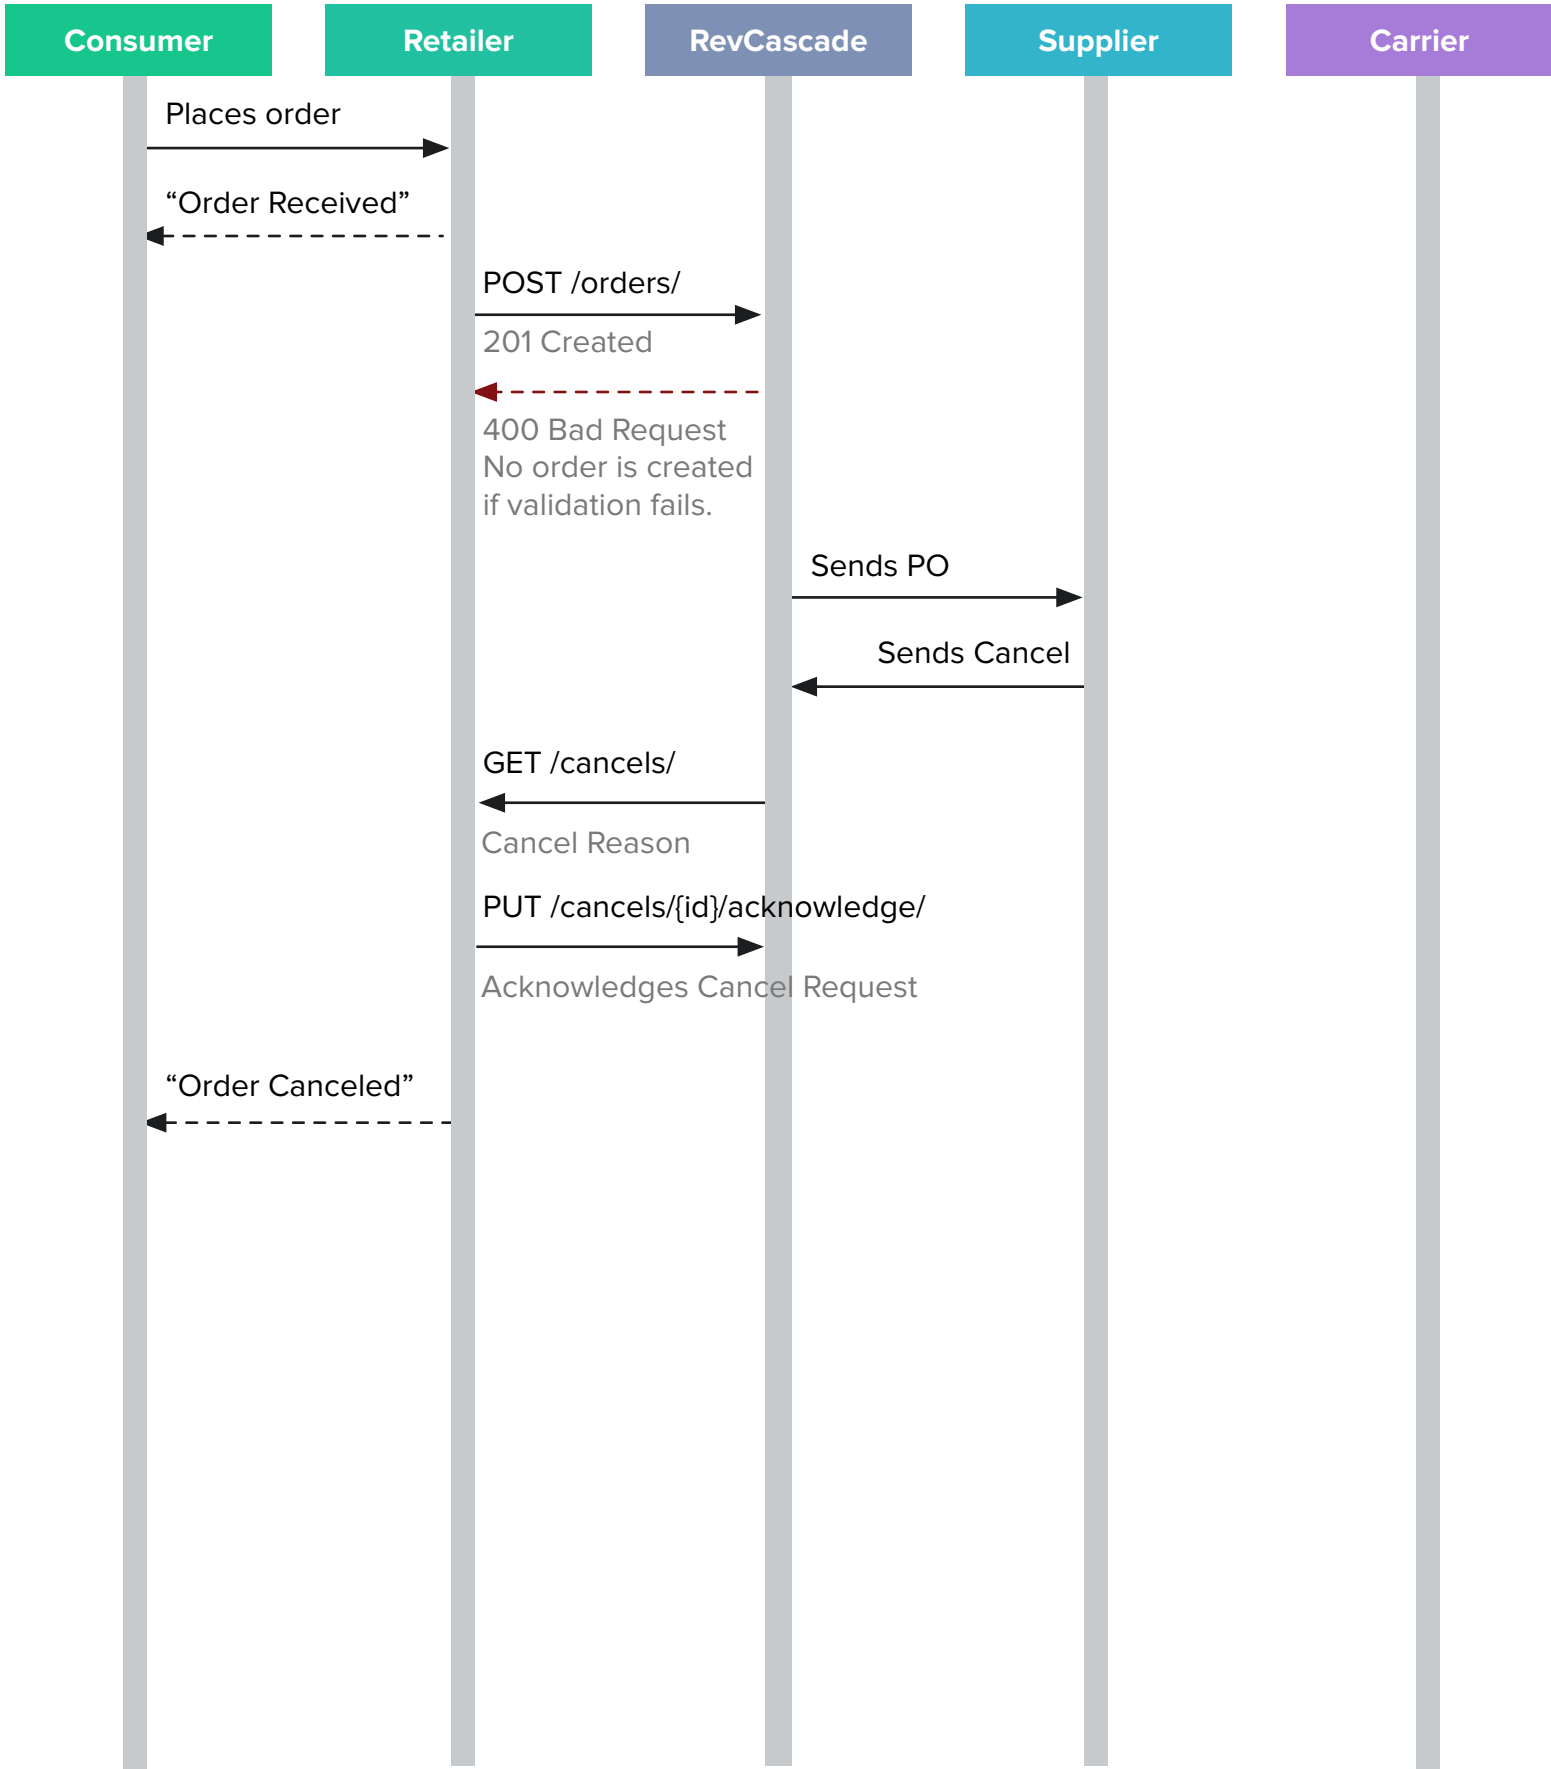 Consumer
Retailer
RevCascade
Supplier
Carrier
Places order
“Order Received”
POST /orders/
201 Created
400 Bad Request
No order is created
if validation fails.
Sends PO
Sends Cancel
GET /cancels/
Cancel Reason
PUT /cancels/{id}/acknowledge/
Acknowledges Cancel Request
“Order Canceled”